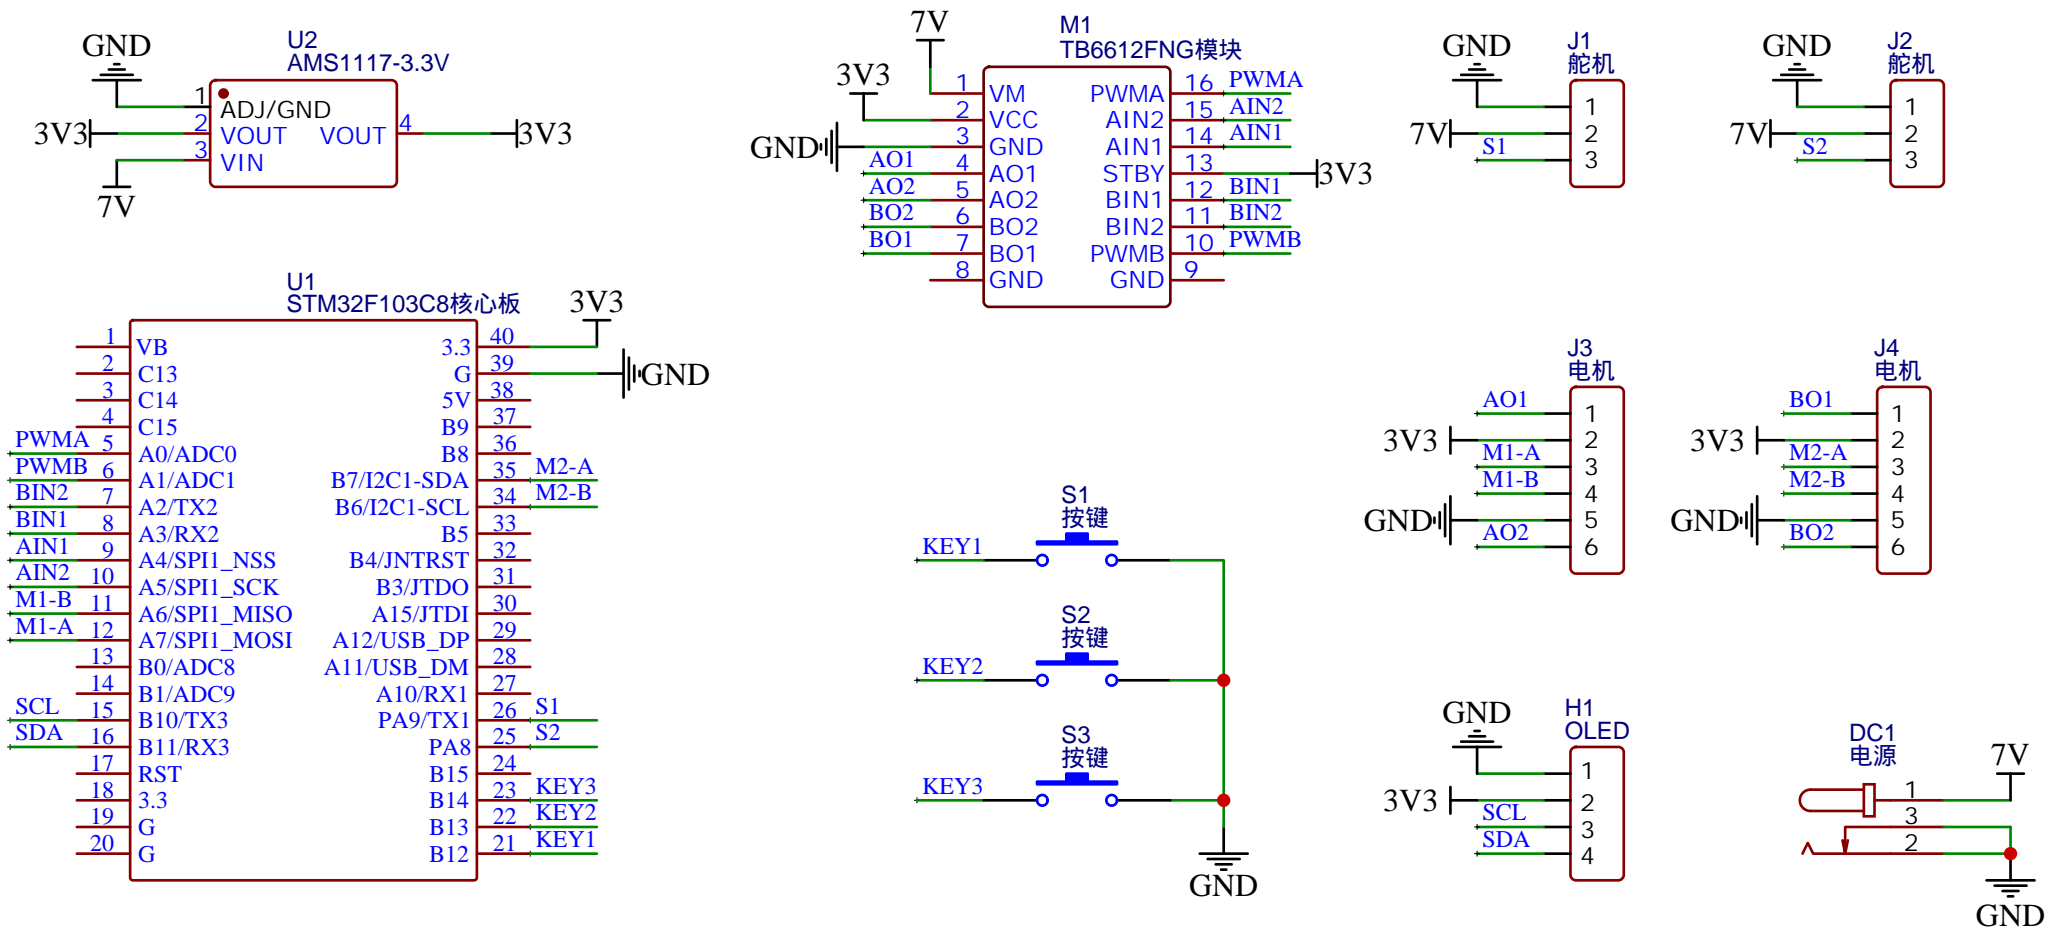 GND
U2
AMS1117-3.3V
1
ADJ/GND
3V3
2
VOUT
VOUT
4
3V3
3
VIN
7V
7V
M1
TB6612FNG模块
3V3
1
VM
PWMA
16
PWMA
2
VCC
AIN2
15
AIN2
GND
3
GND
AIN1
14
AIN1
AO1
4
AO1
STBY
13
3V3
AO2
5
AO2
BIN1
12
BIN1
BO2
6
BO2
BIN2
11
BIN2
BO1
7
BO1
PWMB
10
PWMB
8
GND
GND
9
GND
J1
舵机
1
7V
2
S1
3
GND
J2
舵机
1
7V
2
S2
3
U1
STM32F103C8核心板
3V3
1
VB
3.3
40
2
C13
G
39
GND
3
C14
5V
38
4
C15
B9
37
PWMA
5
A0/ADC0
B8
36
PWMB
6
A1/ADC1
B7/I2C1-SDA
35
M2-A
BIN2
7
A2/TX2
B6/I2C1-SCL
34
M2-B
BIN1
8
A3/RX2
B5
33
AIN1
9
A4/SPI1_NSS
B4/JNTRST
32
AIN2
10
A5/SPI1_SCK
B3/JTDO
31
M1-B
11
A6/SPI1_MISO
A15/JTDI
30
M1-A
12
A7/SPI1_MOSI
A12/USB_DP
29
13
B0/ADC8
A11/USB_DM
28
14
B1/ADC9
A10/RX1
27
SCL
15
B10/TX3
PA9/TX1
26
S1
SDA
16
B11/RX3
PA8
25
S2
17
RST
B15
24
18
3.3
B14
23
KEY3
19
G
B13
22
KEY2
20
G
B12
21
KEY1
S1
按键
KEY1
S2
按键
KEY2
S3
按键
KEY3
GND
J3
电机
AO1
1
3V3
2
M1-A
3
M1-B
4
GND
5
AO2
6
J4
电机
BO1
1
3V3
2
M2-A
3
M2-B
4
GND
5
BO2
6
GND
H1
OLED
1
3V3
2
SCL
3
SDA
4
DC1
电源
7V
1
3
2
GND